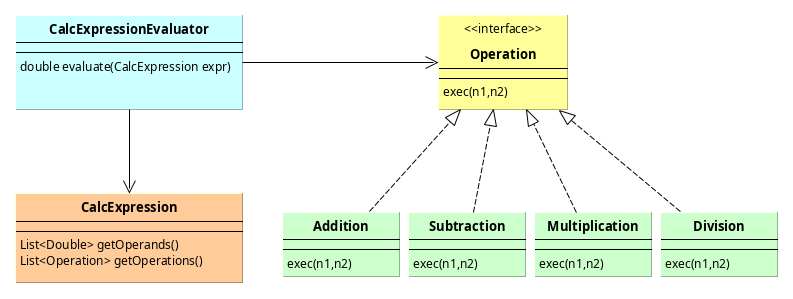 CalcExpressionEvaluator
double evaluate(CalcExpression expr)
<<interface>>
Operation
exec(n1,n2)
CalcExpression
List<Double> getOperands()
List<Operation> getOperations()
Addition
exec(n1,n2)
Subtraction
exec(n1,n2)
Multiplication
exec(n1,n2)
Division
exec(n1,n2)